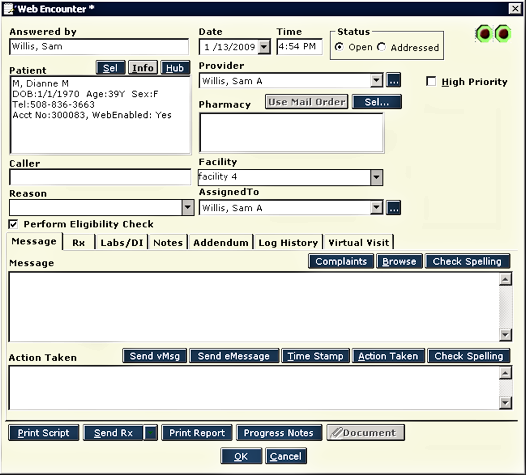 Web Encounter *
Answered by
Date
Time
Status
Willis, Sam
1 /13/2009
4:54 PM
Open
Addressed
Patient
Sel
Info
Hub
Provider
M, Dianne M
DOB:1/1/1970 Age:39Y Sex:F
Tel:508-836-3663
Acct No:300083, WebEnabled: Yes
Willis, Sam A
...
High Priority
Pharmacy
Use Mail Order
Sel...
Caller
Facility
facility 4
Reason
AssignedTo
Willis, Sam A
...
Perform Eligibility Check
Message
Rx
Labs/DI
Notes
Addendum
Log History
Virtual Visit
Message
Complaints
Browse
Check Spelling
Action Taken
Send vMsg
Send eMessage
Time Stamp
Action Taken
Check Spelling
Print Script
Send Rx
Print Report
Progress Notes
Document
OK
Cancel